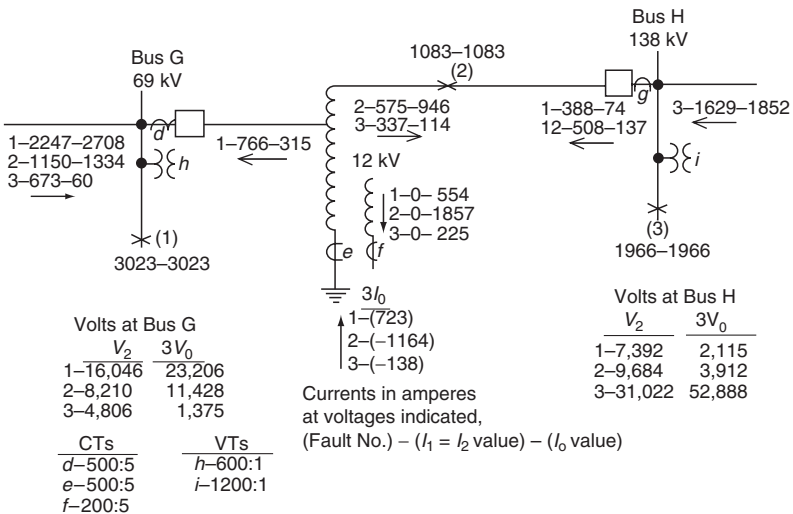 Bus G
69 kV
1083–1083
(2)
Bus H
138 kV
d
g
1–2247–2708
2–1150–1334
3–673–60
1–766–315
2–575–946
3–337–114
1–388–74
12–508–137
3–1629–1852
h
i
12 kV
1–0– 554
2–0–1857
3–0– 225
(1)
3023–3023
e
f
(3)
1966–1966
3I₀
1–(723)
2–(–1164)
3–(–138)
Volts at Bus G
V₂ 3V₀
1–16,046 23,206
2–8,210 11,428
3–4,806 1,375
Volts at Bus H
V₂ 3V₀
1–7,392 2,115
2–9,684 3,912
3–31,022 52,888
Currents in amperes
at voltages indicated,
(Fault No.) – (I₁ = I₂ value) – (Iₒ value)
CTs
d–500:5
e–500:5
f–200:5
VTs
h–600:1
i–1200:1